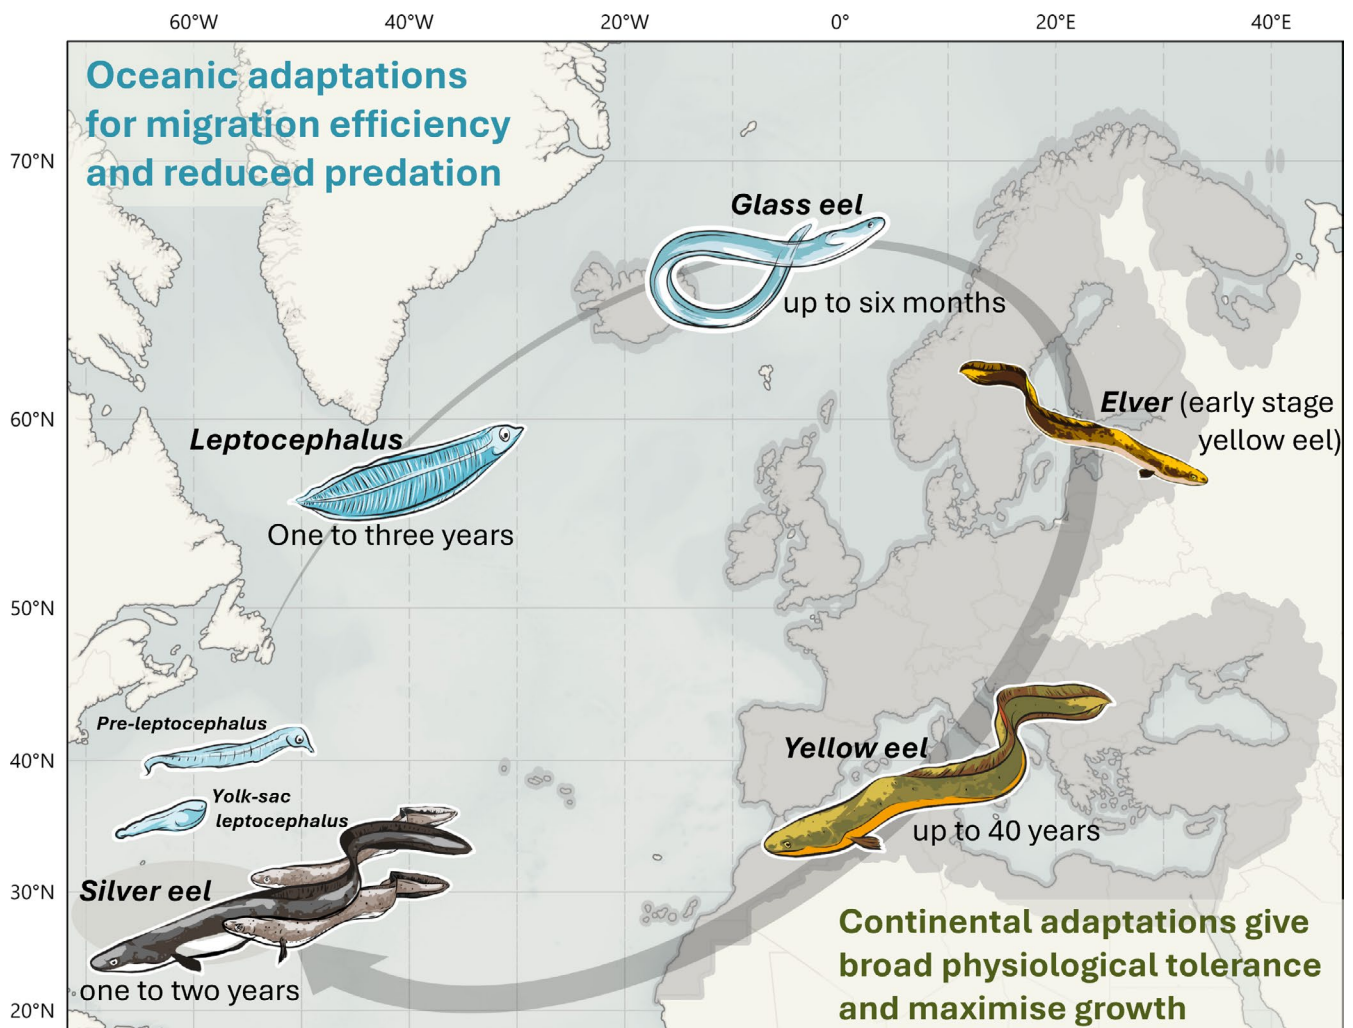 60°W 40°W 20°W 0° 20°E 40°E
Oceanic adaptations
for migration efficiency
and reduced predation
70°N
Glass eel
up to six months
60°N
Elver (early stage
yellow eel)
Leptocephalus
One to three years
50°N
Pre-leptocephalus
40°N
Yellow eel
Yolk-sac
leptocephalus
up to 40 years
30°N
Silver eel
one to two years
Continental adaptations give
broad physiological tolerance
and maximise growth
20°N